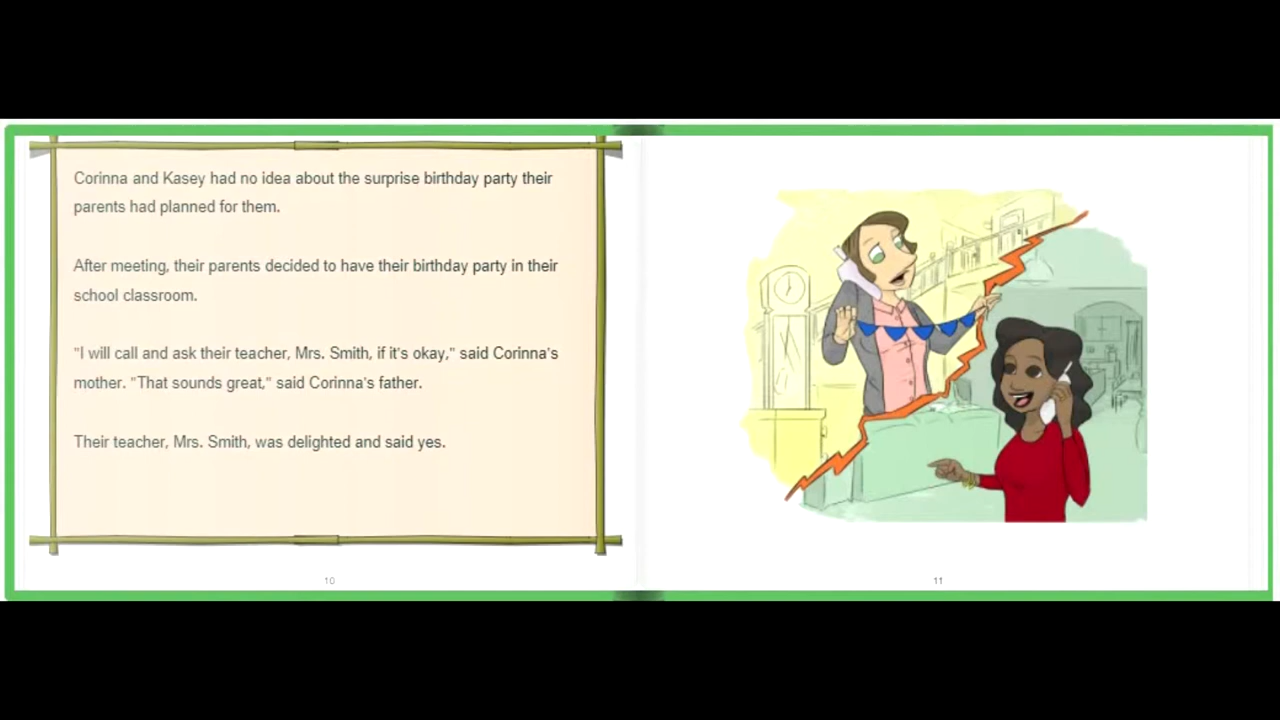 Corinna and Kasey had no idea about the surprise birthday party their
parents had planned for them.
After meeting, their parents decided to have their birthday party in their
school classroom.
"I will call and ask their teacher, Mrs. Smith, if it's okay," said Corinna's
mother. "That sounds great," said Corinna's father.
Their teacher, Mrs. Smith, was delighted and said yes.
10
11